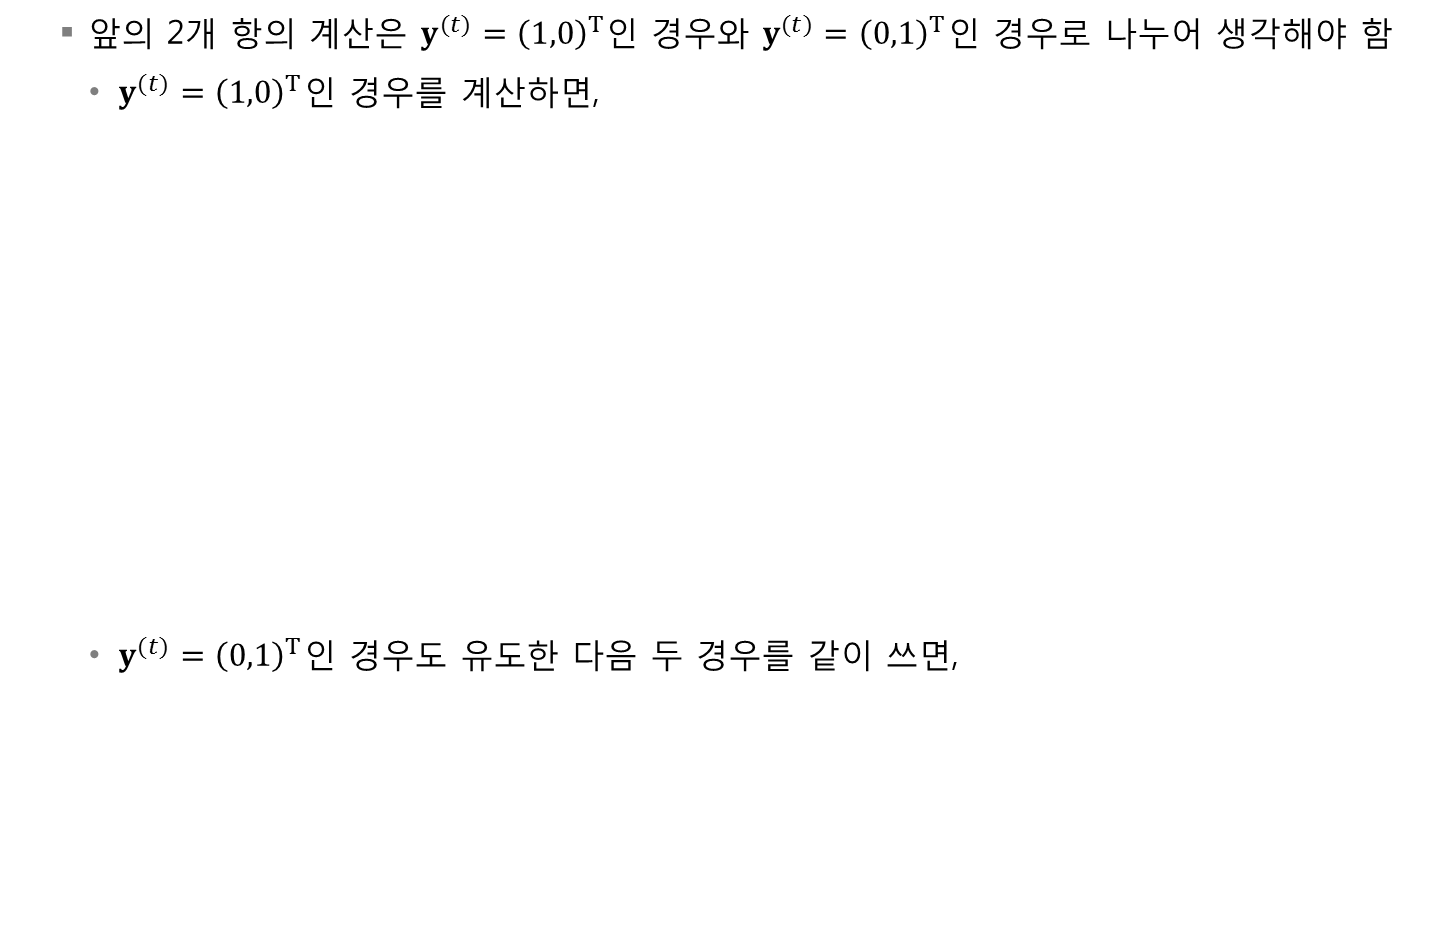 ▪ 앞의 2개 항의 계산은 𝐲^(𝑡) = (1,0)^T인 경우와 𝐲^(𝑡) = (0,1)^T인 경우로 나누어 생각해야 함
• 𝐲^(𝑡) = (1,0)^T인 경우를 계산하면,
• 𝐲^(𝑡) = (0,1)^T인 경우도 유도한 다음 두 경우를 같이 쓰면,